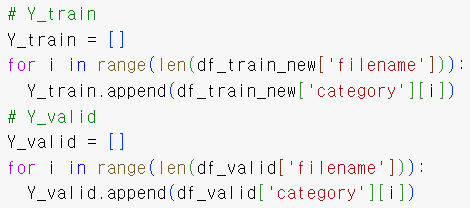 # Y_train
Y_train = []
for i in range(len(df_train_new['filename'])):
  Y_train.append(df_train_new['category'][i])
# Y_valid
Y_valid = []
for i in range(len(df_valid['filename'])):
  Y_valid.append(df_valid['category'][i])